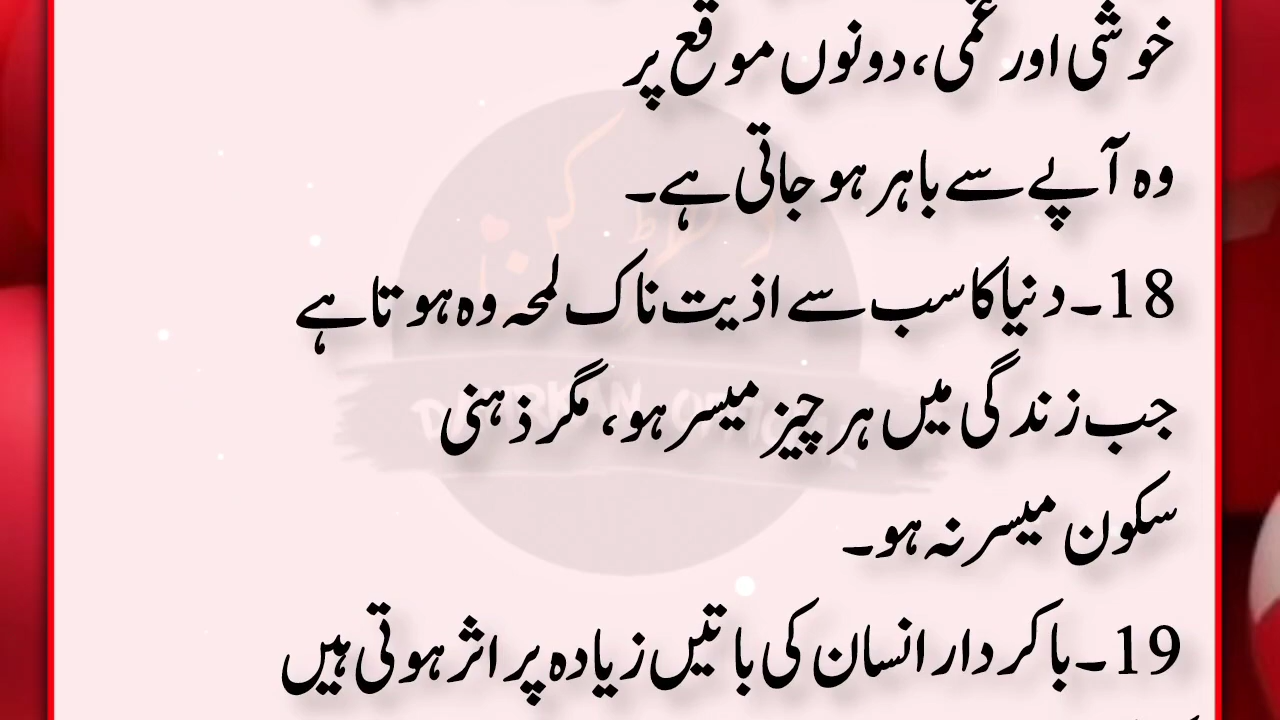 خوشی اور غمی، دونوں موقع پر
وہ آپے سے باہر ہو جاتی ہے۔
18۔دنیا کا سب سے اذیت ناک لمحہ وہ ہوتا ہے
جب زندگی میں ہر چیز میسر ہو، مگر ذہنی
سکون میسر نہ ہو۔
19۔باکردار انسان کی باتیں زیادہ پر اثر ہوتی ہیں